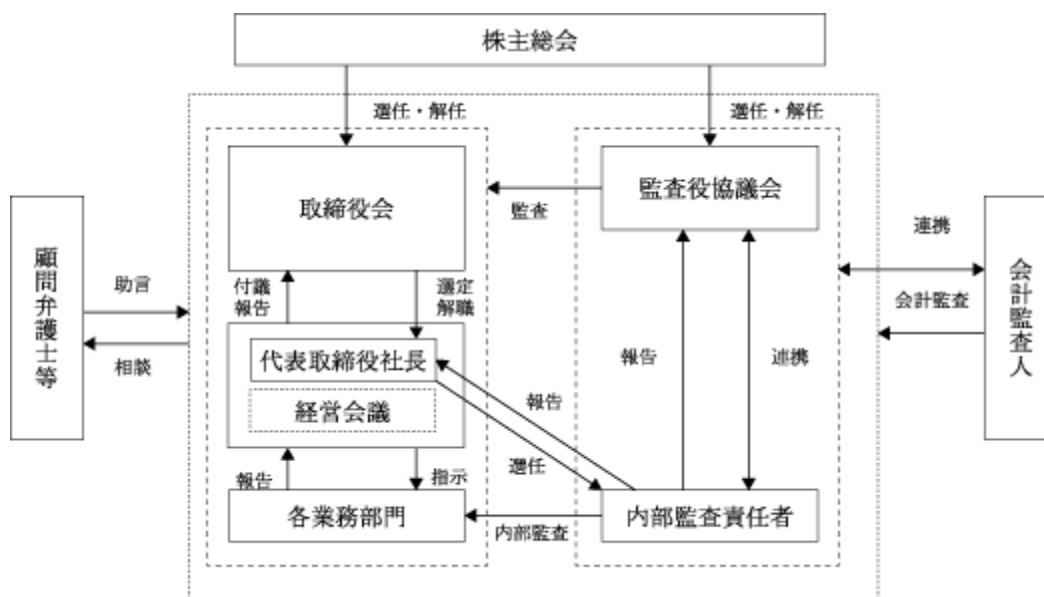 株主総会
選任・解任
選任・解任
取締役会
監査役協議会
監査
連携
顧問弁護士等
助言
相談
会計監査人
会計監査
付議
報告
選定
解職
代表取締役社長
経営会議
報告
連携
報告
選任
報告
指示
各業務部門
内部監査
内部監査責任者